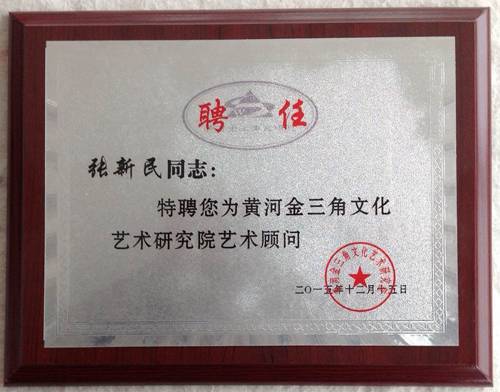 聘任
张新民同志：
特聘您为黄河金三角文化
艺术研究院艺术顾问
二〇一五年十二月十五日